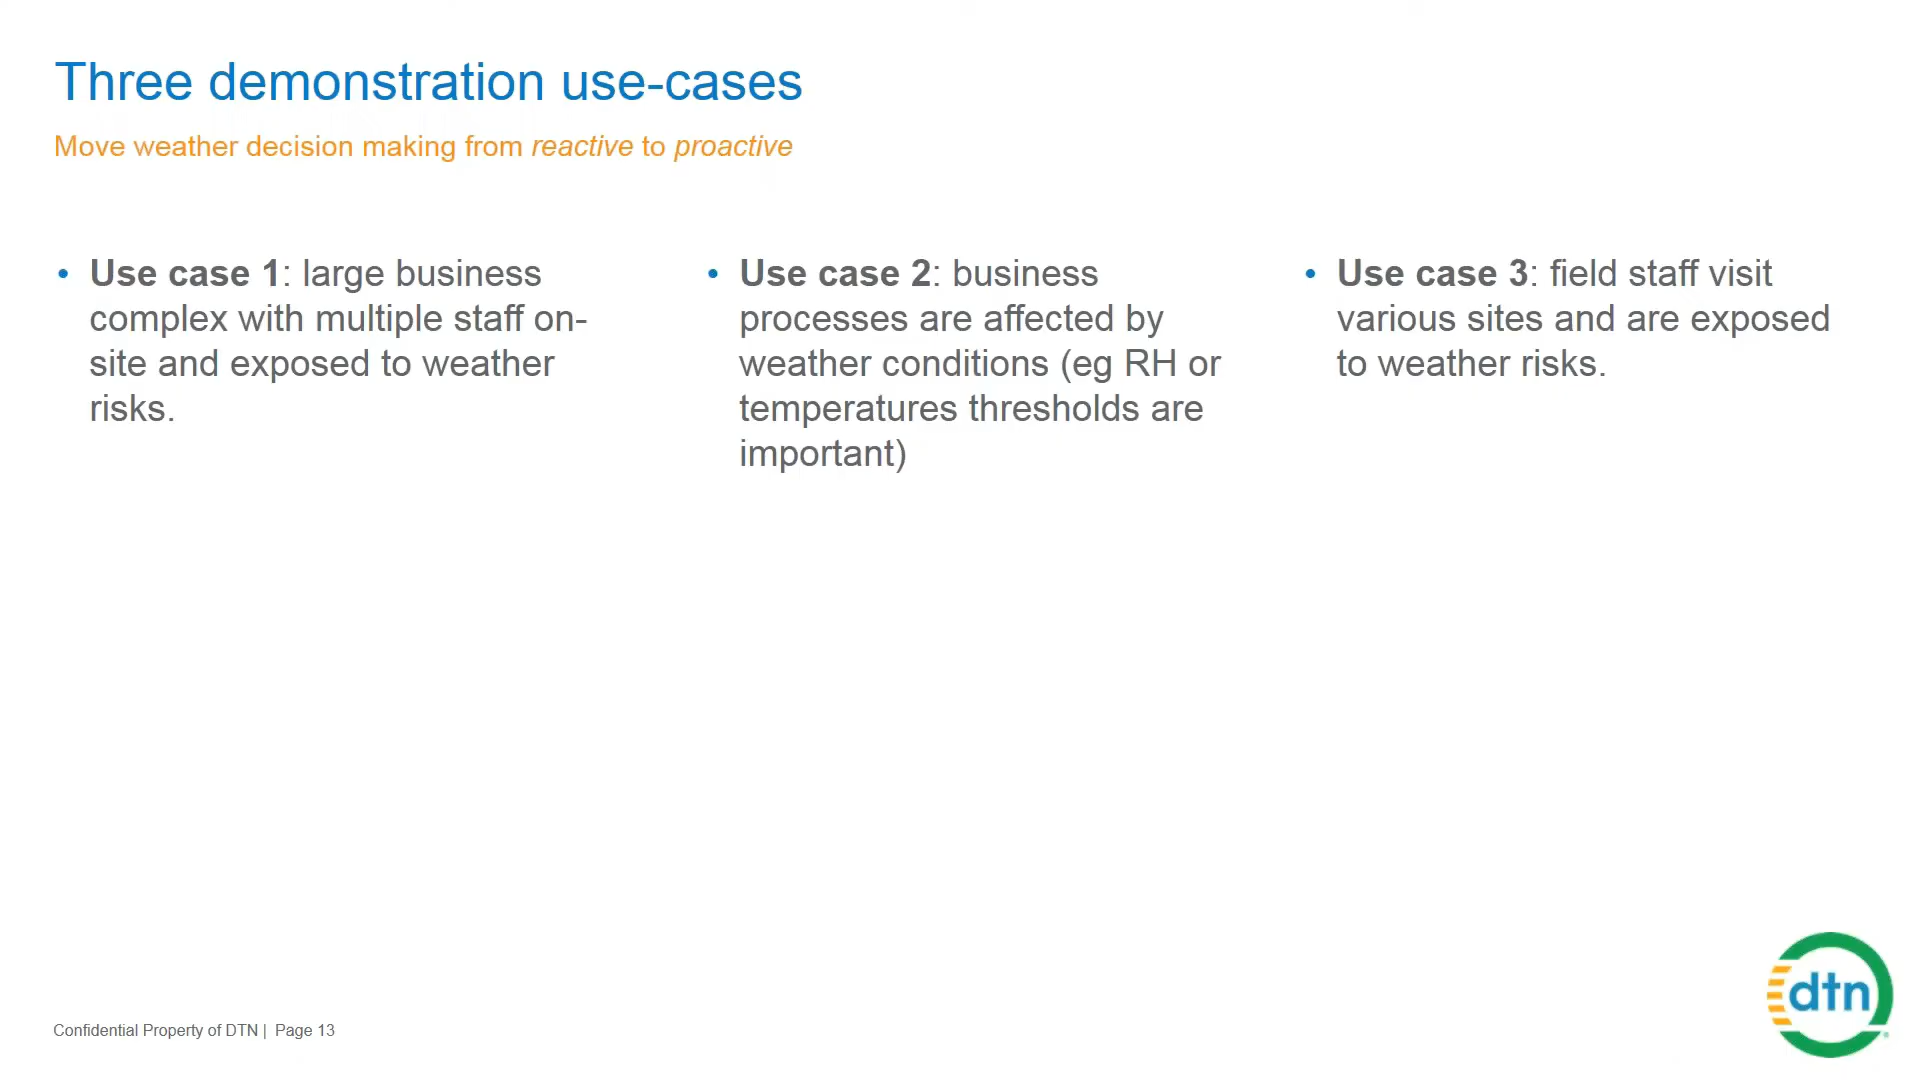 Three demonstration use-cases
Move weather decision making from reactive to proactive
• Use case 1: large business
complex with multiple staff on-
site and exposed to weather
risks.
• Use case 2: business
processes are affected by
weather conditions (eg RH or
temperatures thresholds are
important)
• Use case 3: field staff visit
various sites and are exposed
to weather risks.
dtn
Confidential Property of DTN | Page 13